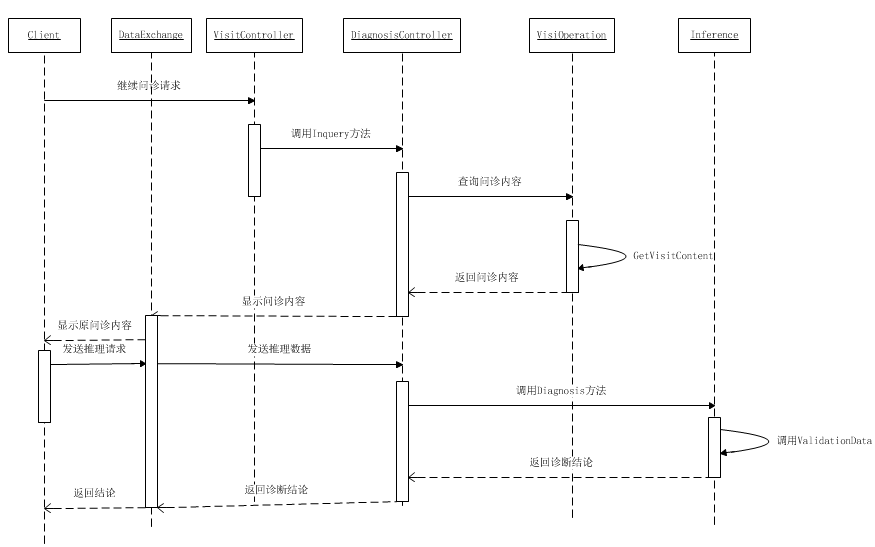 Client
DataExchange
VisitController
DiagnosisController
VisiOperation
Inference
继续问诊请求
调用Inquery方法
查询问诊内容
GetVisitContent
返回问诊内容
显示问诊内容
显示原问诊内容
发送推理请求
发送推理数据
调用Diagnosis方法
调用ValidationData
返回诊断结论
返回诊断结论
返回结论